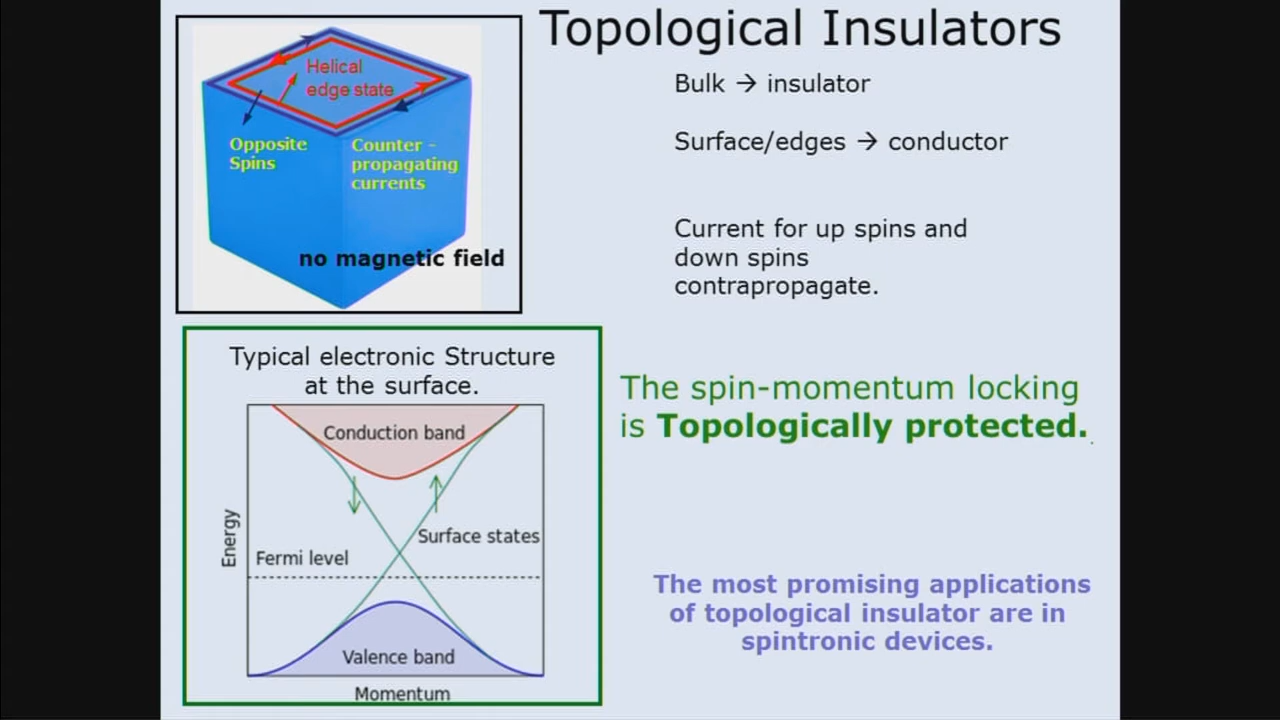 Topological Insulators
Helical
edge state
Opposite
Spins
Counter –
propagating
currents
no magnetic field
Bulk → insulator
Surface/edges → conductor
Current for up spins and
down spins
contrapropagate.
Typical electronic Structure
at the surface.
Conduction band
Surface states
Fermi level
Valence band
Energy
Momentum
The spin-momentum locking
is Topologically protected.
The most promising applications
of topological insulator are in
spintronic devices.